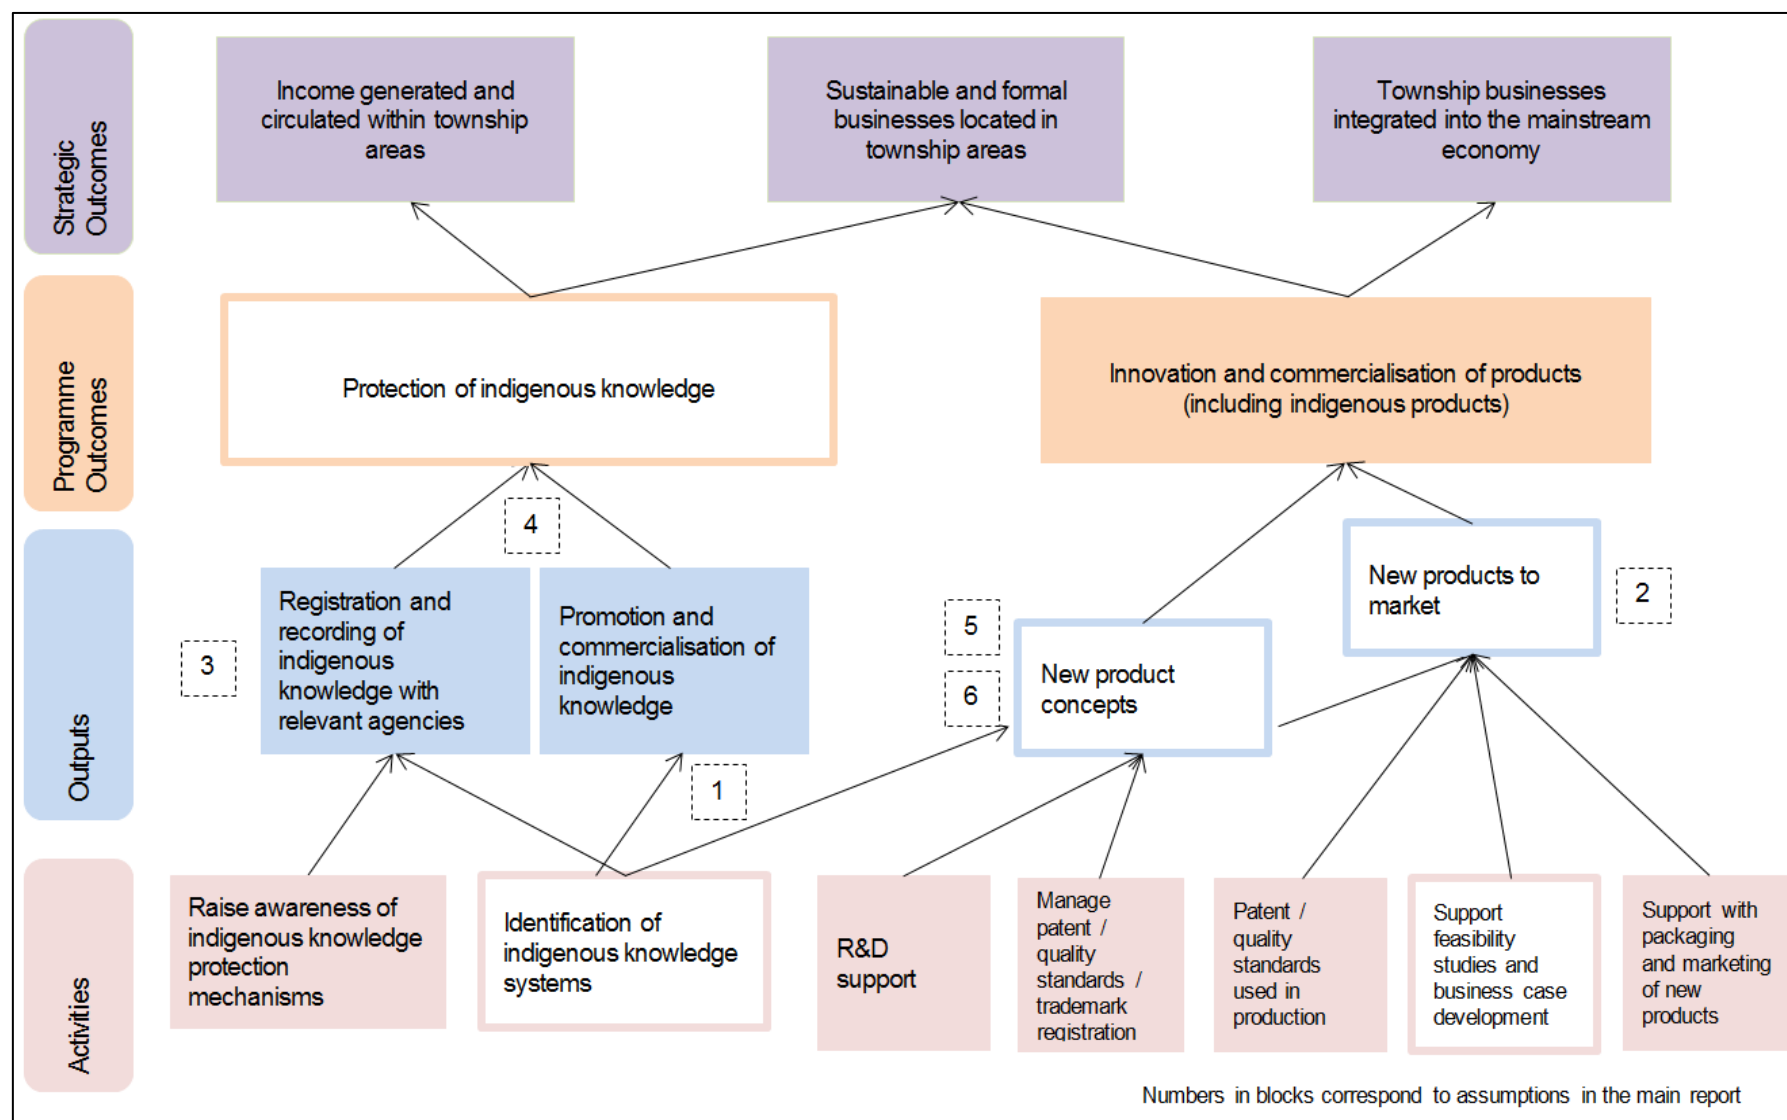 Strategic
Outcomes
Income generated and
circulated within township
areas
Sustainable and formal
businesses located in
township areas
Township businesses
integrated into the mainstream
economy
Programme
Outcomes
Protection of indigenous knowledge
Innovation and commercialisation of products
(including indigenous products)
Outputs
4
3
Registration and
recording of
indigenous
knowledge with
relevant agencies
Promotion and
commercialisation of
indigenous
knowledge
1
5
6
New product
concepts
New products to
market
2
Activities
Raise awareness of
indigenous knowledge
protection
mechanisms
Identification of
indigenous knowledge
systems
R&D
support
Manage
patent /
quality
standards /
trademark
registration
Patent /
quality
standards
used in
production
Support
feasibility
studies and
business case
development
Support with
packaging
and marketing
of new
products
Numbers in blocks correspond to assumptions in the main report